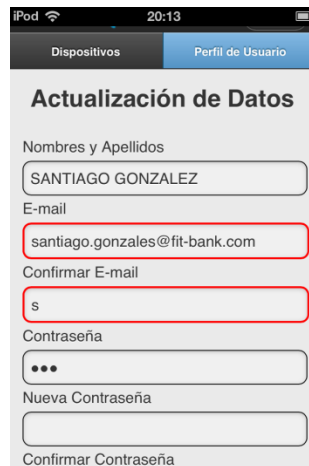 iPod 20:13
Dispositivos Perfil de Usuario
Actualización de Datos
Nombres y Apellidos
SANTIAGO GONZALEZ
E-mail
santiago.gonzales@fit-bank.com
Confirmar E-mail
s
Contraseña
•••
Nueva Contraseña
Confirmar Contraseña